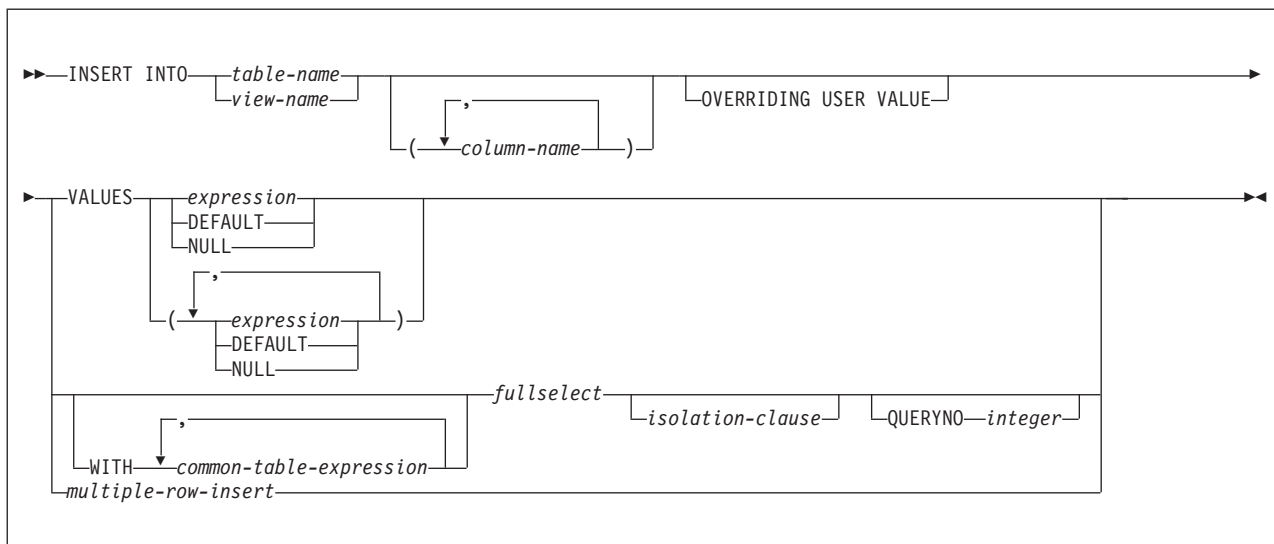 INSERT INTO table-name
view-name
( , column-name )
OVERRIDING USER VALUE
VALUES expression
DEFAULT
NULL
( , expression )
DEFAULT
NULL
WITH , common-table-expression
fullselect
isolation-clause
QUERYNO integer
multiple-row-insert